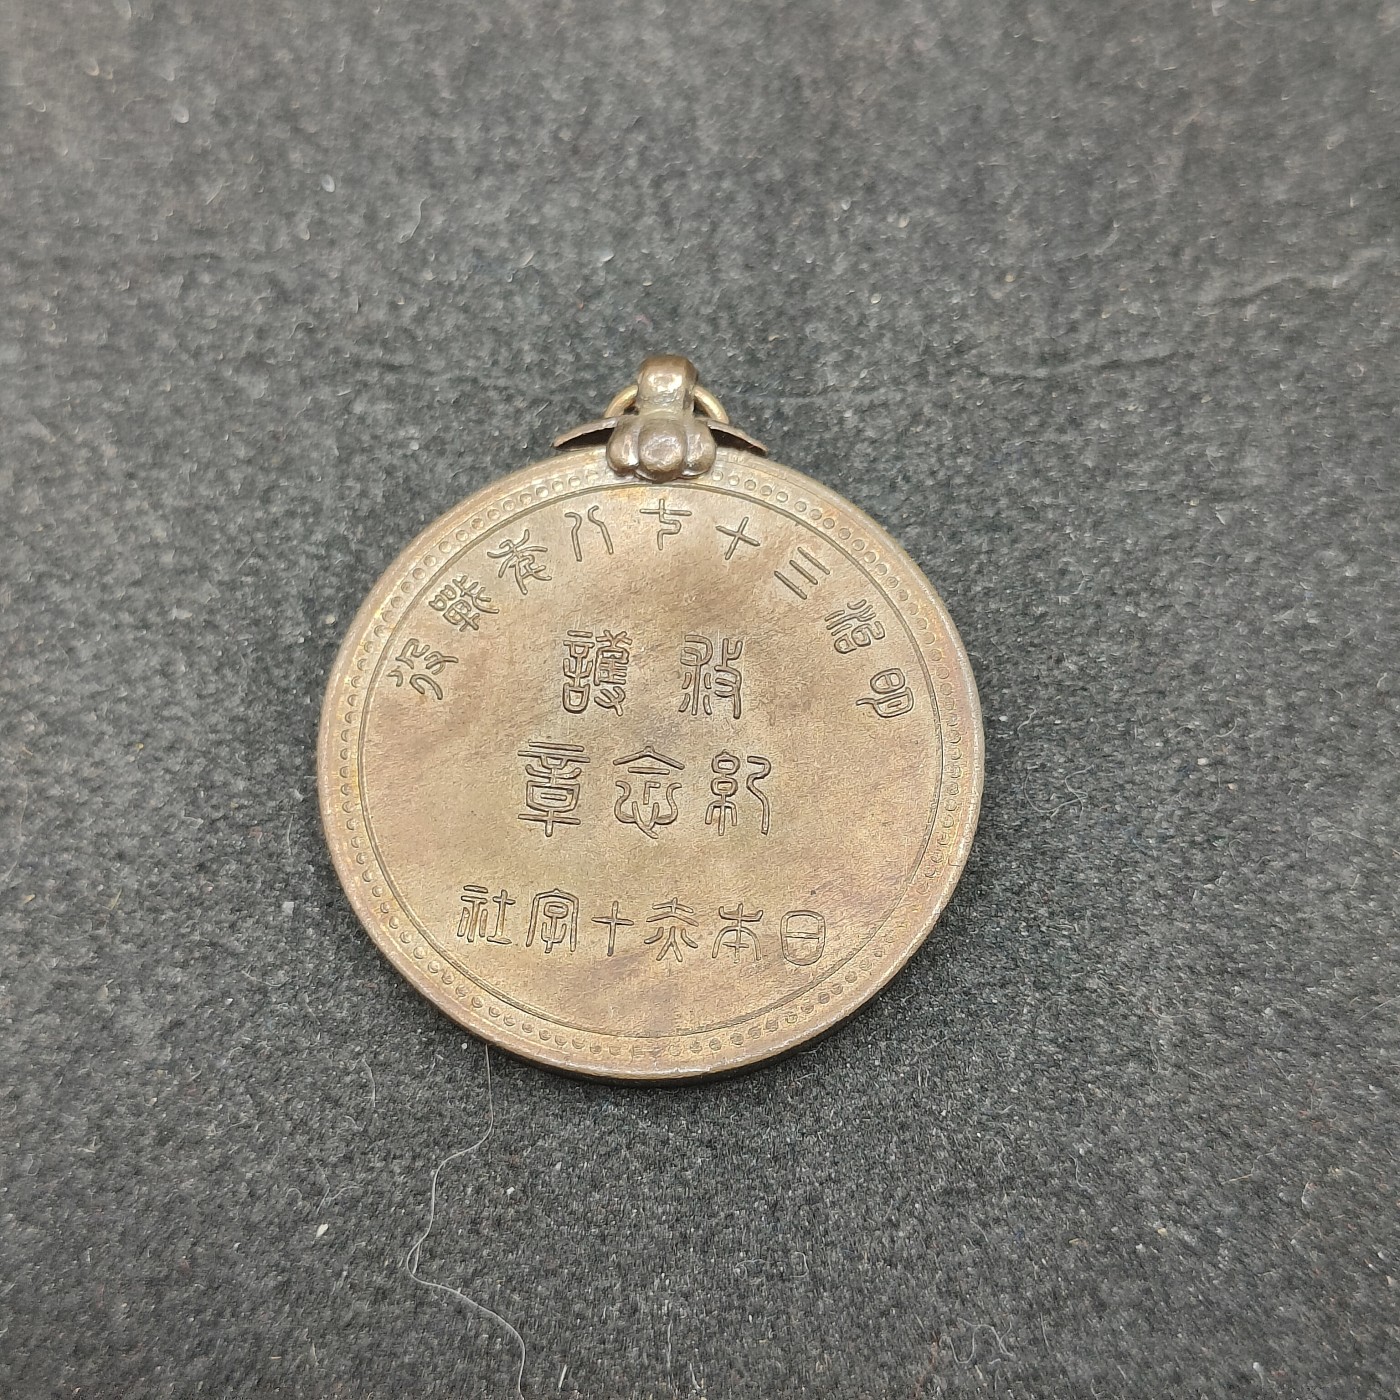 明治三十七八年戰役
救護
紀念章
日本赤十字社